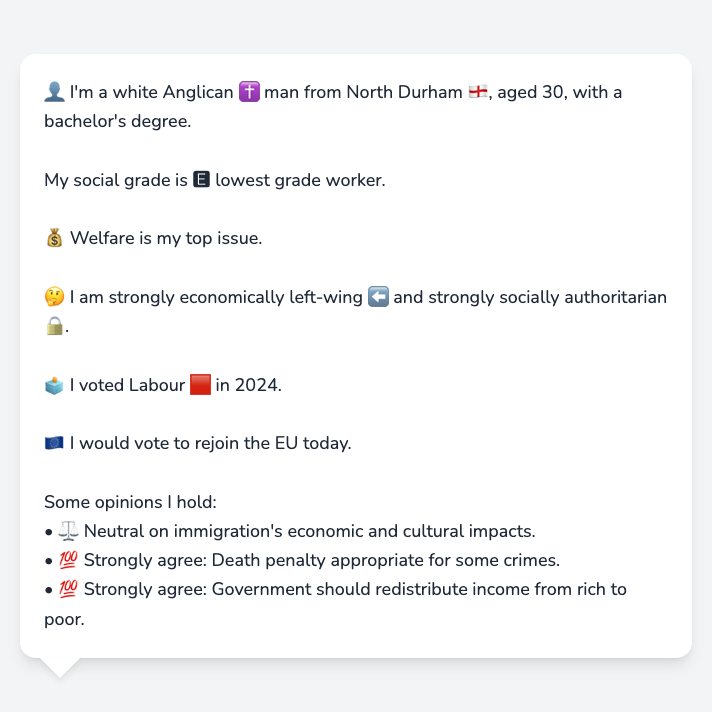 👤 I'm a white Anglican ✝️ man from North Durham 🏴󠁧󠁢󠁥󠁮󠁧󠁿, aged 30, with a
bachelor's degree.
My social grade is 🅴 lowest grade worker.
💰 Welfare is my top issue.
🤔 I am strongly economically left-wing ⬅️ and strongly socially authoritarian
🔒.
🗳️ I voted Labour 🟥 in 2024.
🇪🇺 I would vote to rejoin the EU today.
Some opinions I hold:
• ⚖️ Neutral on immigration's economic and cultural impacts.
• 💯 Strongly agree: Death penalty appropriate for some crimes.
• 💯 Strongly agree: Government should redistribute income from rich to
poor.